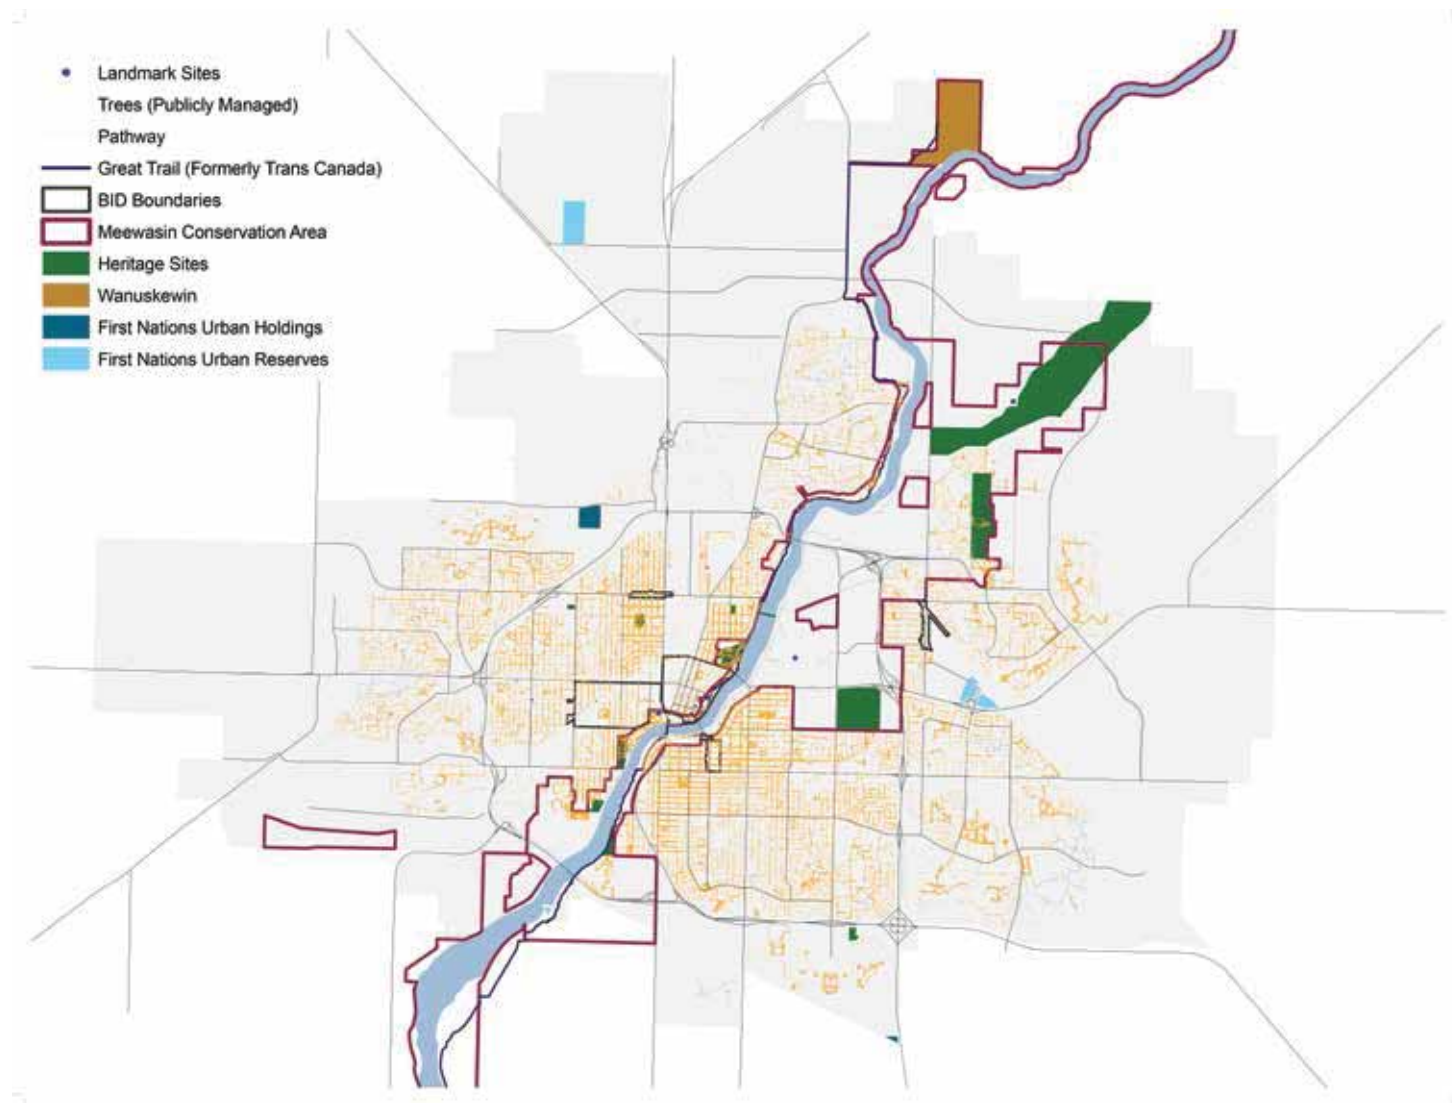 Landmark Sites
Trees (Publicly Managed)
Pathway
Great Trail (Formerly Trans Canada)
BID Boundaries
Meewasin Conservation Area
Heritage Sites
Wanuskewin
First Nations Urban Holdings
First Nations Urban Reserves